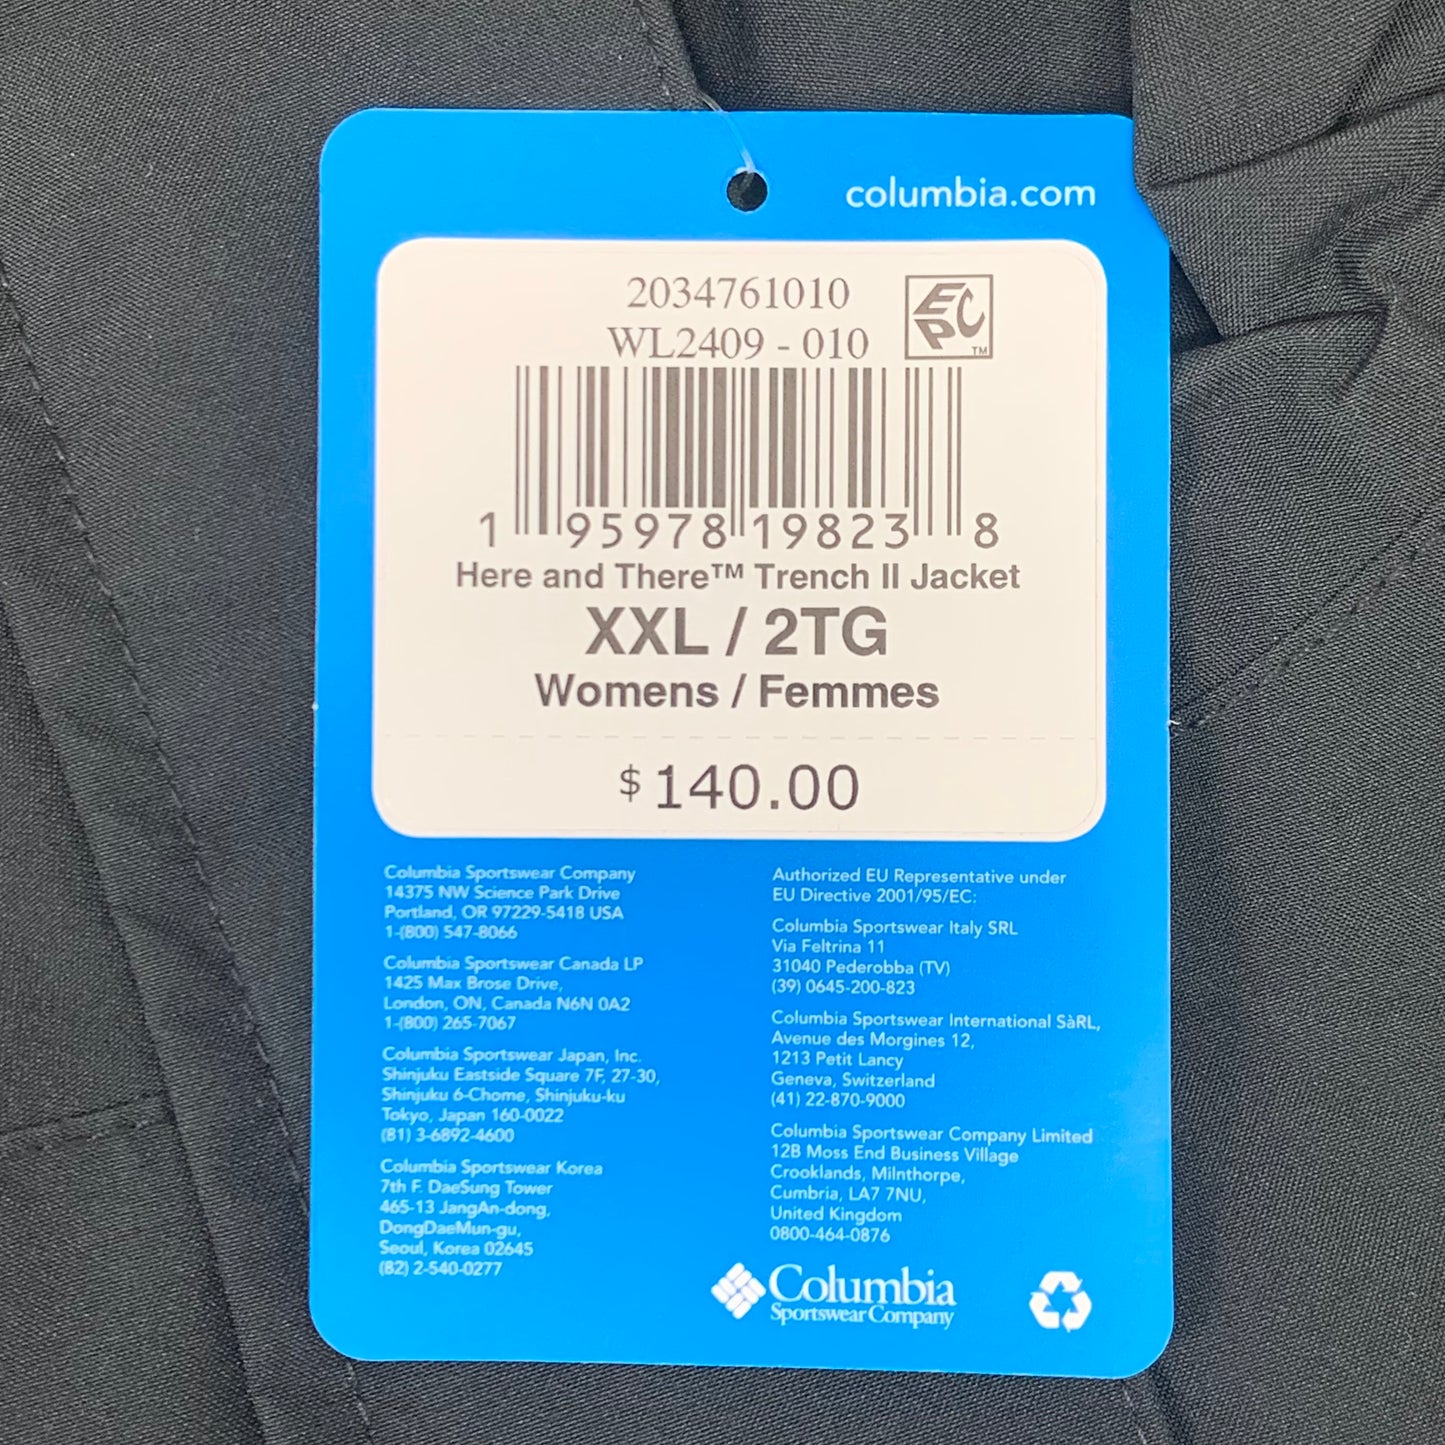 columbia.com
2034761010
WL2409 - 010
EPC™
1 95978 19823 8
Here and There™ Trench II Jacket
XXL / 2TG
Womens / Femmes
$ 140.00
Columbia Sportswear Company
14375 NW Science Park Drive
Portland, OR 97229-5418 USA
1-(800) 547-8066
Columbia Sportswear Canada LP
1425 Max Brose Drive,
London, ON, Canada N6N 0A2
1-(800) 265-7067
Columbia Sportswear Japan, Inc.
Shinjuku Eastside Square 7F, 27-30,
Shinjuku 6-Chome, Shinjuku-ku
Tokyo, Japan 160-0022
(81) 3-6892-4600
Columbia Sportswear Korea
7th F. DaeSung Tower
465-13 JangAn-dong,
DongDaeMun-gu,
Seoul, Korea 02645
(82) 2-540-0277
Authorized EU Representative under
EU Directive 2001/95/EC:
Columbia Sportswear Italy SRL
Via Feltrina 11
31040 Pederobba (TV)
(39) 0645-200-823
Columbia Sportswear International SàRL,
Avenue des Morgines 12,
1213 Petit Lancy
Geneva, Switzerland
(41) 22-870-9000
Columbia Sportswear Company Limited
12B Moss End Business Village
Crooklands, Milnthorpe,
Cumbria, LA7 7NU,
United Kingdom
0800-464-0876
Columbia
Sportswear Company